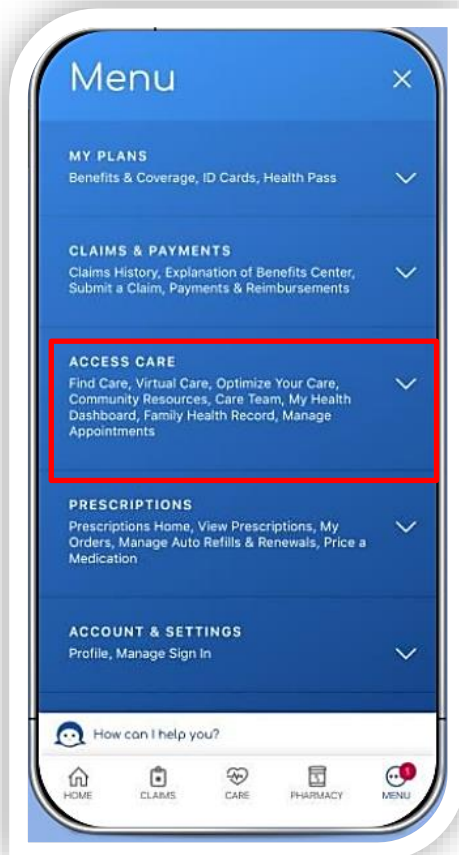 Menu
MY PLANS
Benefits & Coverage, ID Cards, Health Pass
CLAIMS & PAYMENTS
Claims History, Explanation of Benefits Center,
Submit a Claim, Payments & Reimbursements
ACCESS CARE
Find Care, Virtual Care, Optimize Your Care,
Community Resources, Care Team, My Health
Dashboard, Family Health Record, Manage
Appointments
PRESCRIPTIONS
Prescriptions Home, View Prescriptions, My
Orders, Manage Auto Refills & Renewals, Price a
Medication
ACCOUNT & SETTINGS
Profile, Manage Sign In
How can I help you?
HOME CLAIMS CARE PHARMACY MENU